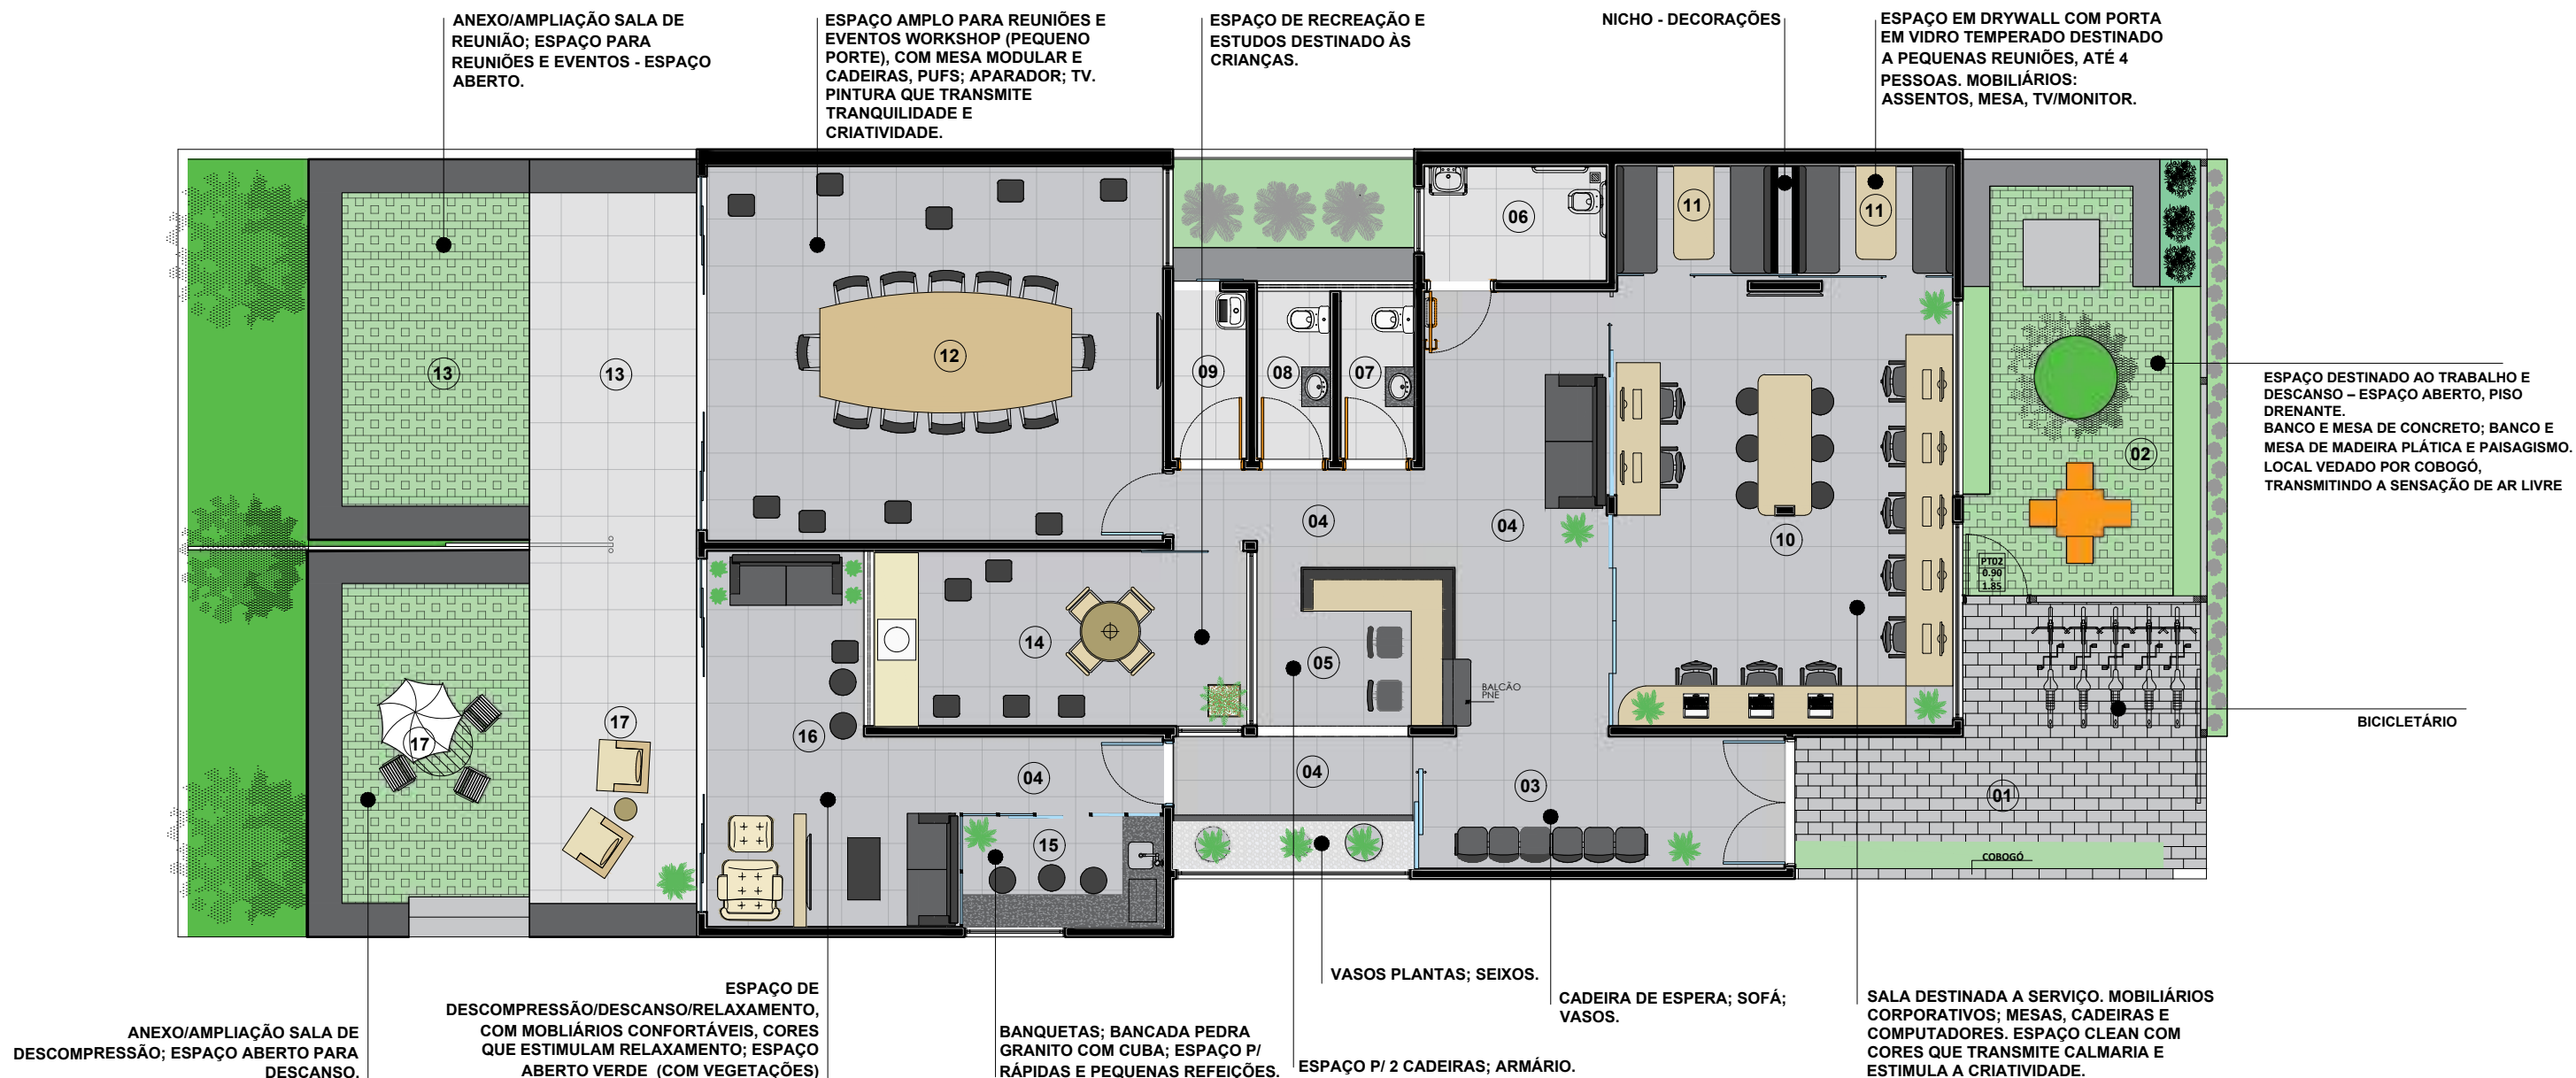 ANEXO/AMPLIAÇÃO SALA DE
REUNIÃO; ESPAÇO PARA
REUNIÕES E EVENTOS - ESPAÇO
ABERTO.
ESPAÇO AMPLO PARA REUNIÕES E
EVENTOS WORKSHOP (PEQUENO
PORTE), COM MESA MODULAR E
CADEIRAS, PUFS; APARADOR; TV.
PINTURA QUE TRANSMITE
TRANQUILIDADE E
CRIATIVIDADE.
ESPAÇO DE RECREAÇÃO E
ESTUDOS DESTINADO ÀS
CRIANÇAS.
NICHO - DECORAÇÕES
ESPAÇO EM DRYWALL COM PORTA
EM VIDRO TEMPERADO DESTINADO
A PEQUENAS REUNIÕES, ATÉ 4
PESSOAS. MOBILIÁRIOS:
ASSENTOS, MESA, TV/MONITOR.
06
11
11
13
13
12
09
08
07
ESPAÇO DESTINADO AO TRABALHO E
DESCANSO – ESPAÇO ABERTO, PISO
DRENANTE.
BANCO E MESA DE CONCRETO; BANCO E
MESA DE MADEIRA PLÁTICA E PAISAGISMO.
LOCAL VEDADO POR COBOGÓ,
TRANSMITINDO A SENSAÇÃO DE AR LIVRE
02
04
04
10
PT02
0.90
1.85
14
05
BALCÃO
PNE
17
17
16
BICICLETÁRIO
04
04
03
01
15
COBOGÓ
VASOS PLANTAS; SEIXOS.
ANEXO/AMPLIAÇÃO SALA DE
DESCOMPRESSÃO; ESPAÇO ABERTO PARA
DESCANSO.
ESPAÇO DE
DESCOMPRESSÃO/DESCANSO/RELAXAMENTO,
COM MOBLIÁRIOS CONFORTÁVEIS, CORES
QUE ESTIMULAM RELAXAMENTO; ESPAÇO
ABERTO VERDE (COM VEGETAÇÕES)
BANQUETAS; BANCADA PEDRA
GRANITO COM CUBA; ESPAÇO P/
RÁPIDAS E PEQUENAS REFEIÇÕES.
ESPAÇO P/ 2 CADEIRAS; ARMÁRIO.
CADEIRA DE ESPERA; SOFÁ;
VASOS.
SALA DESTINADA A SERVIÇO. MOBILIÁRIOS
CORPORATIVOS; MESAS, CADEIRAS E
COMPUTADORES. ESPAÇO CLEAN COM
CORES QUE TRANSMITE CALMARIA E
ESTIMULA A CRIATIVIDADE.